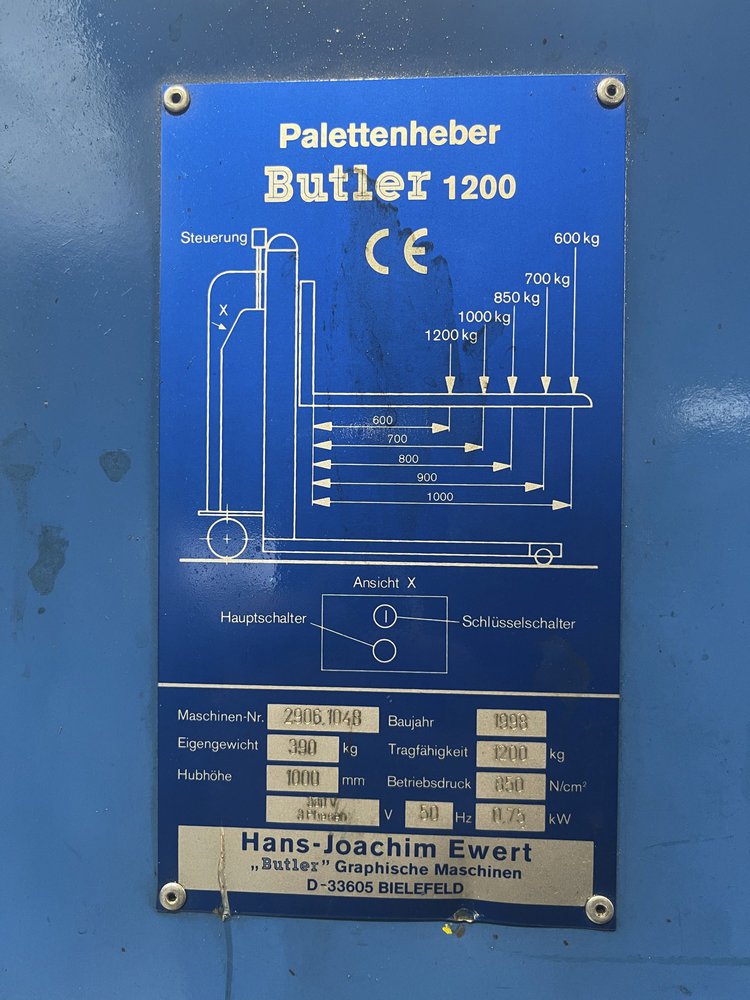 Palettenheber
Butler 1200
CE
Steuerung
600 kg
700 kg
850 kg
1000 kg
1200 kg
X
600
700
800
900
1000
Ansicht X
Hauptschalter
Schlüsselschalter
Maschinen-Nr. 2906.1048 Baujahr 1998
Eigengewicht 390 kg Tragfähigkeit 1200 kg
Hubhöhe 1000 mm Betriebsdruck 850 N/cm²
V 50 Hz 0.75 kW
Hans-Joachim Ewert
„Butler" Graphische Maschinen
D-33605 BIELEFELD